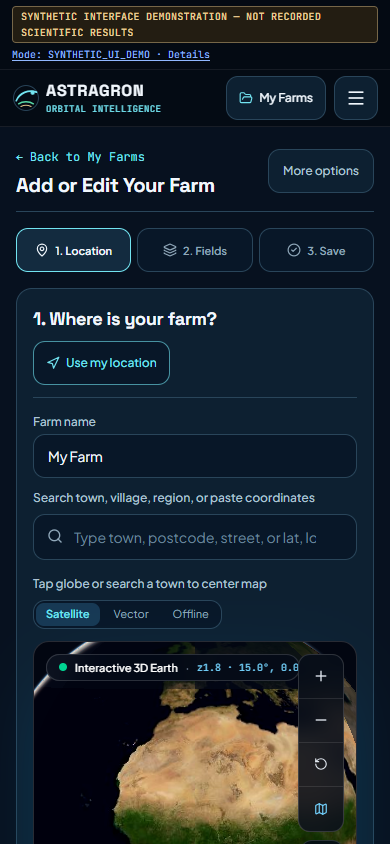 SYNTHETIC INTERFACE DEMONSTRATION — NOT RECORDED
SCIENTIFIC RESULTS
Mode: SYNTHETIC_UI_DEMO · Details
ASTRAGRON
ORBITAL INTELLIGENCE
My Farms
← Back to My Farms
Add or Edit Your Farm
More options
1. Location
2. Fields
3. Save
1. Where is your farm?
Use my location
Farm name
My Farm
Search town, village, region, or paste coordinates
Type town, postcode, street, or lat, lc
Tap globe or search a town to center map
Satellite
Vector
Offline
Interactive 3D Earth · z1.8 · 15.0°, 0.0